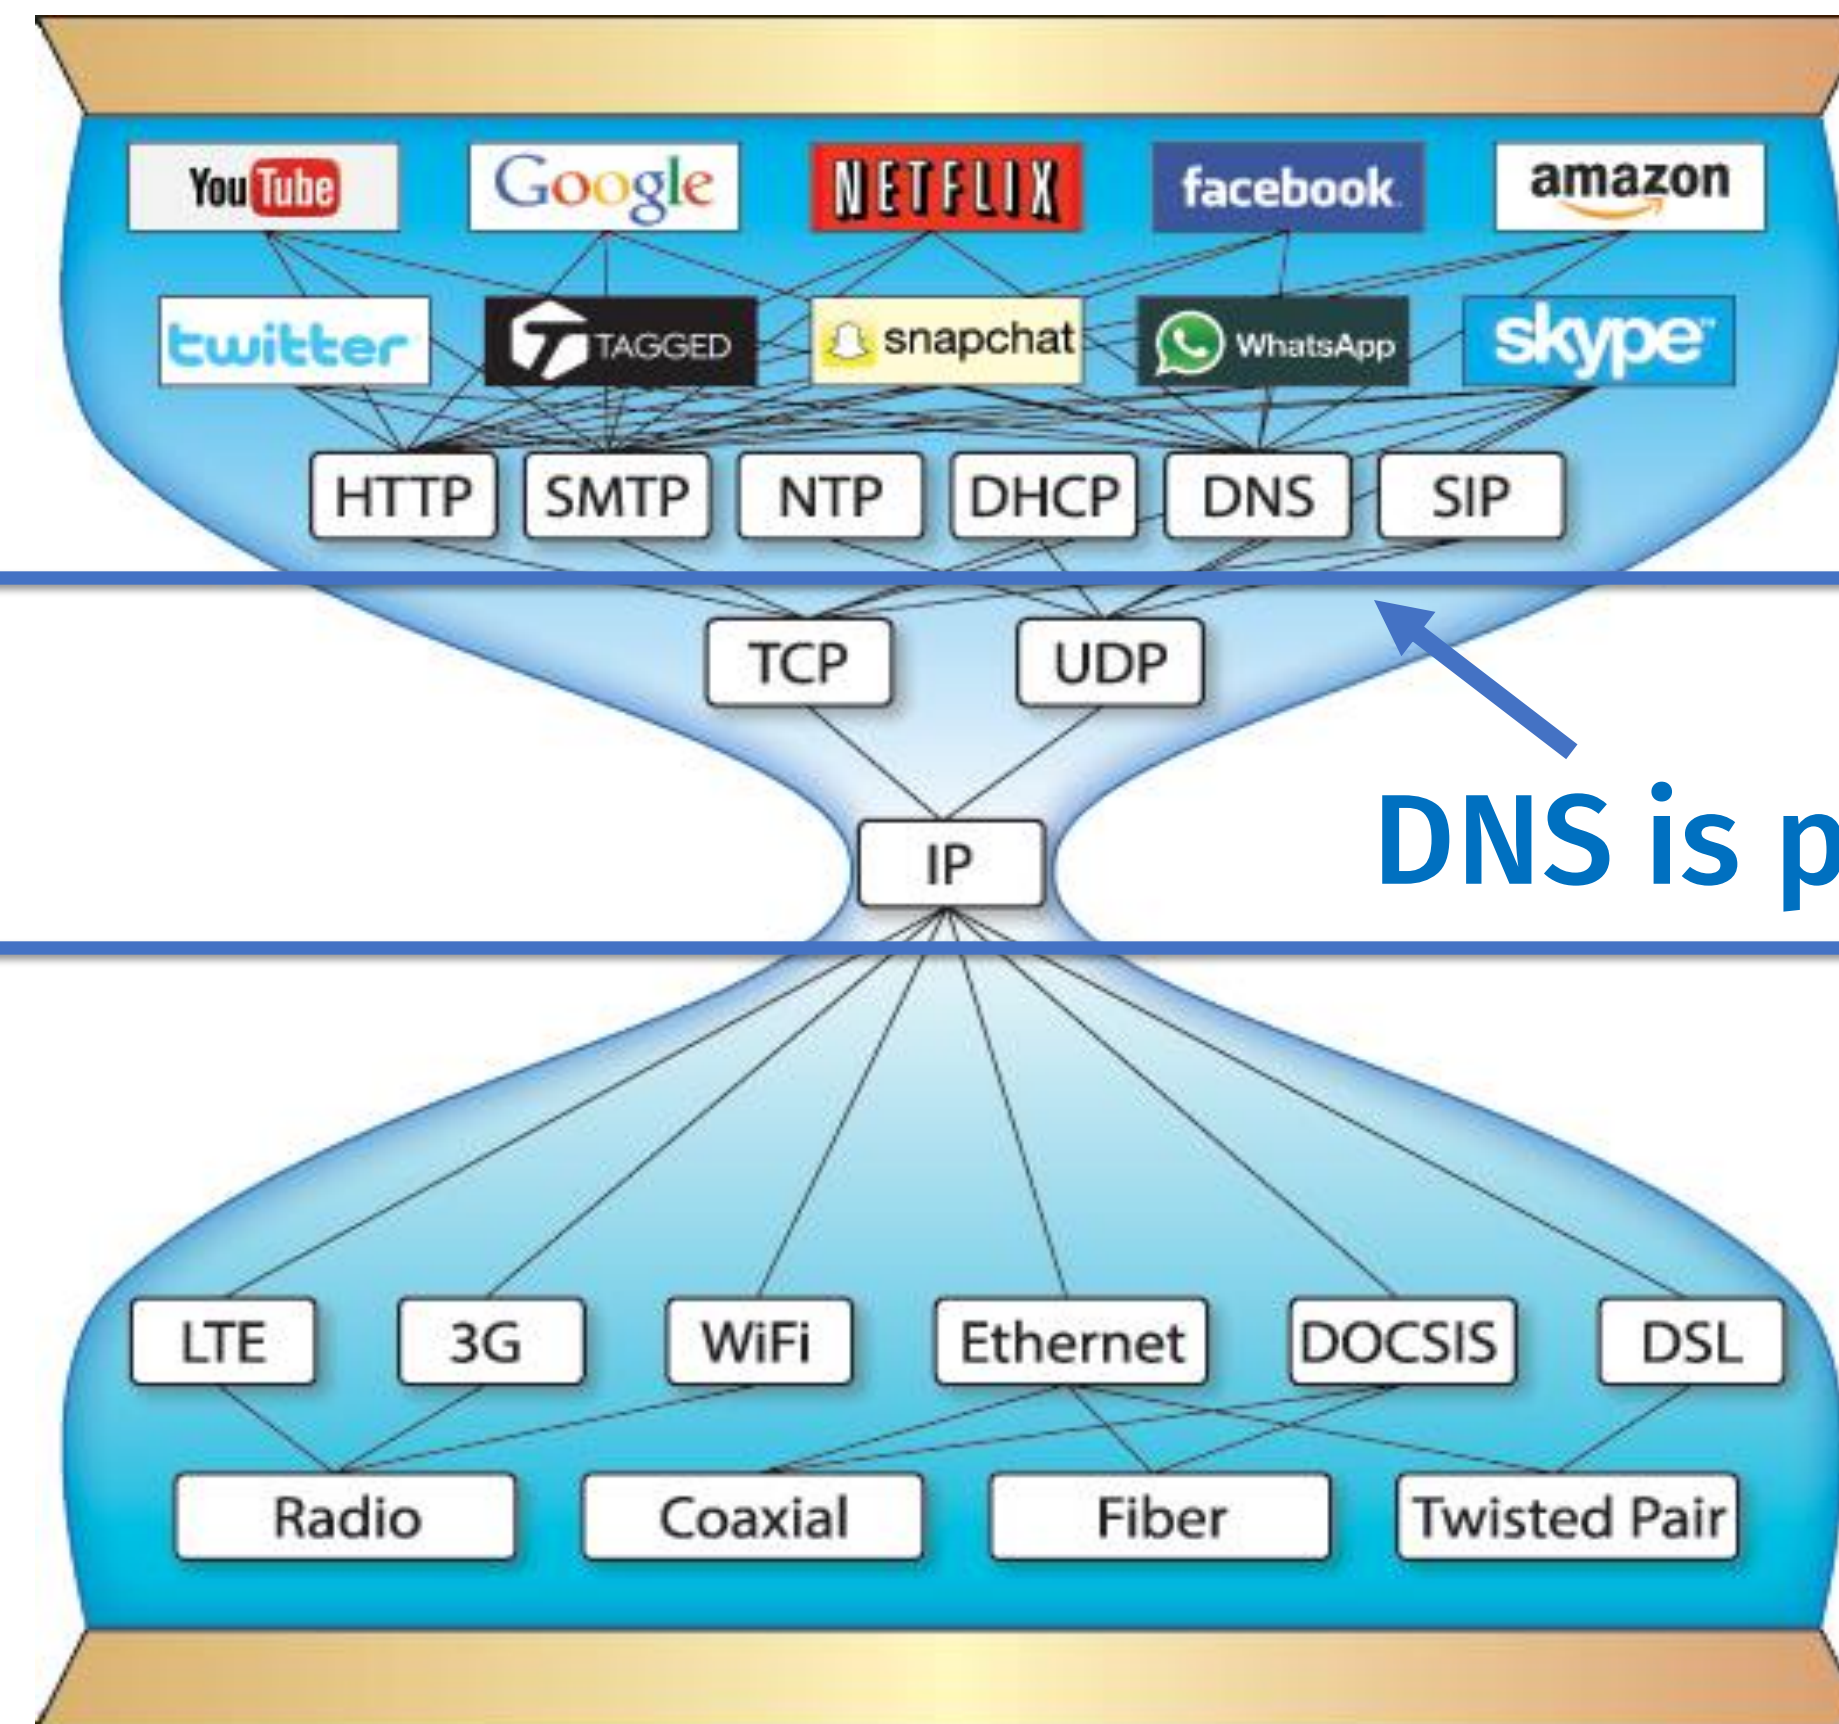 YouTube Google NETFLIX facebook amazon
twitter TAGGED snapchat WhatsApp skype™
HTTP SMTP NTP DHCP DNS SIP
TCP UDP
DNS is p
IP
LTE 3G WiFi Ethernet DOCSIS DSL
Radio Coaxial Fiber Twisted Pair